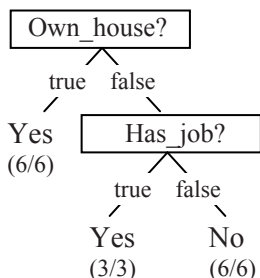 Own_house?
true false
Yes
(6/6)
Has_job?
true false
Yes No
(3/3) (6/6)